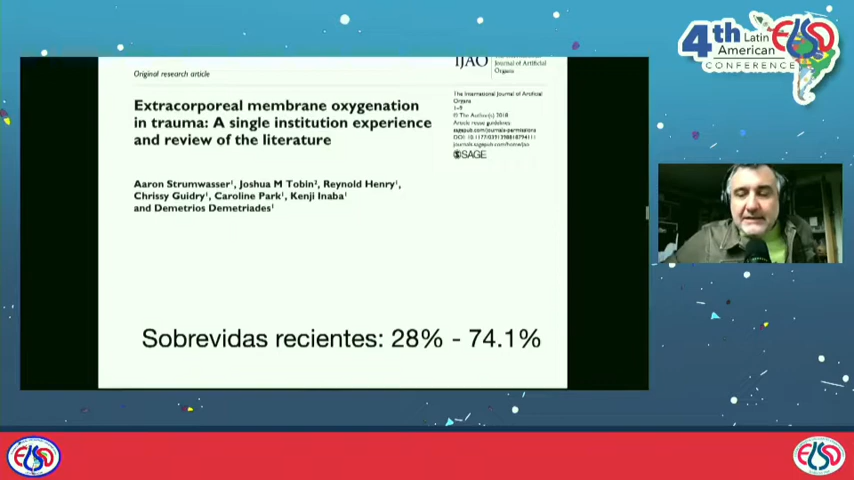 4th Latin
American
CONFERENCE
ELSO
Original research article
IJAO
Journal of Artificial
Organs
Extracorporeal membrane oxygenation
in trauma: A single institution experience
and review of the literature
The International Journal of Artificial
Organs
1–9
© The Author(s) 2018
Article reuse guidelines:
sagepub.com/journals-permissions
DOI: 10.1177/0391398818794111
journals.sagepub.com/home/jao
SAGE
Aaron Strumwasser¹, Joshua M Tobin², Reynold Henry¹,
Chrissy Guidry¹, Caroline Park¹, Kenji Inaba¹
and Demetrios Demetriades¹
Sobrevidas recientes: 28% - 74.1%
ELSO
ELSO